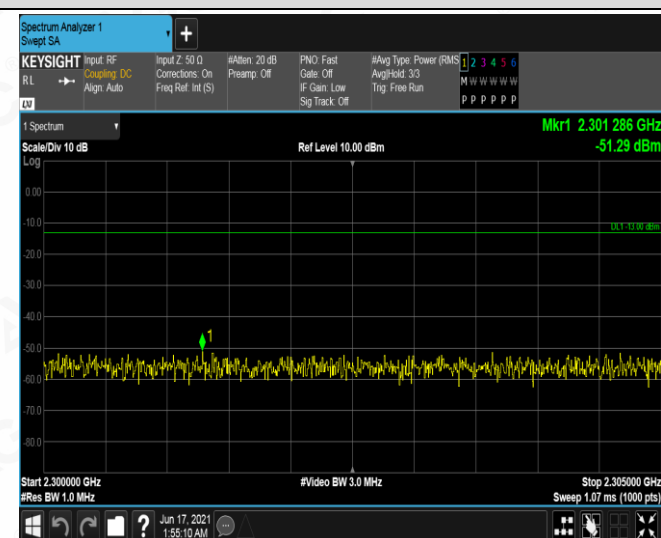 Spectrum Analyzer 1
Swept SA
+
KEYSIGHT
RL
Input: RF
Coupling: DC
Align: Auto
Input Z: 50 Ω
Corrections: On
Freq Ref: Int (S)
#Atten: 20 dB
Preamp: Off
PNO: Fast
Gate: Off
IF Gain: Low
Sig Track: Off
#Avg Type: Power (RMS
Avg|Hold: 3/3
Trig: Free Run
1 2 3 4 5 6
M W W W W W
P P P P P P
1 Spectrum
Scale/Div 10 dB
Ref Level 10.00 dBm
Mkr1 2.301 286 GHz
-51.29 dBm
Log
0.00
-10.0
DL1 -13.00 dBm
-20.0
-30.0
-40.0
1
-50.0
-60.0
-70.0
-80.0
Start 2.300000 GHz
#Video BW 3.0 MHz
Stop 2.305000 GHz
#Res BW 1.0 MHz
Sweep 1.07 ms (1000 pts)
?
Jun 17, 2021
1:55:10 AM